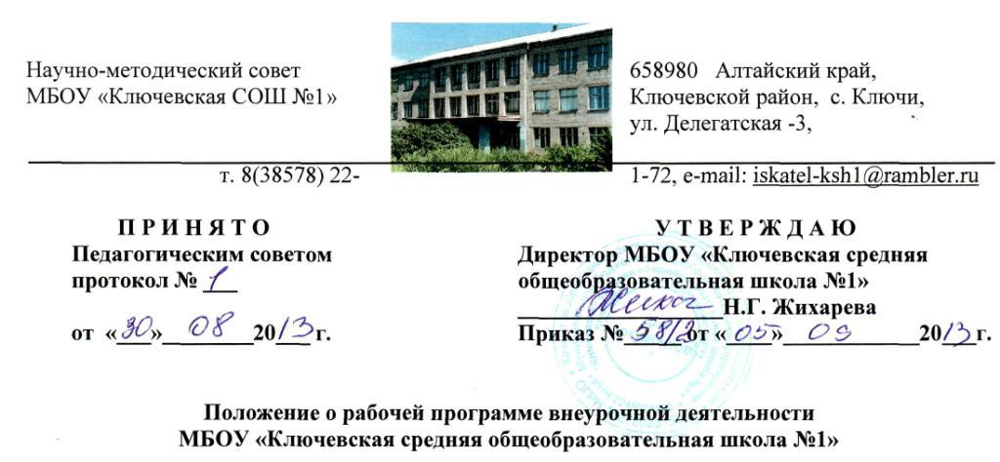 Научно-методический совет
МБОУ «Ключевская СОШ №1»
658980 Алтайский край,
Ключевской район, с. Ключи,
ул. Делегатская -3,
т. 8(38578) 22-
1-72, e-mail: iskatel-ksh1@rambler.ru
П Р И Н Я Т О
Педагогическим советом
протокол № 1
от «30» 08 2013 г.
У Т В Е Р Ж Д А Ю
Директор МБОУ «Ключевская средняя
общеобразовательная школа №1»
Н.Г. Жихарева
Приказ № 58/2 от «05» 09 2013 г.
Положение о рабочей программе внеурочной деятельности
МБОУ «Ключевская средняя общеобразовательная школа №1»